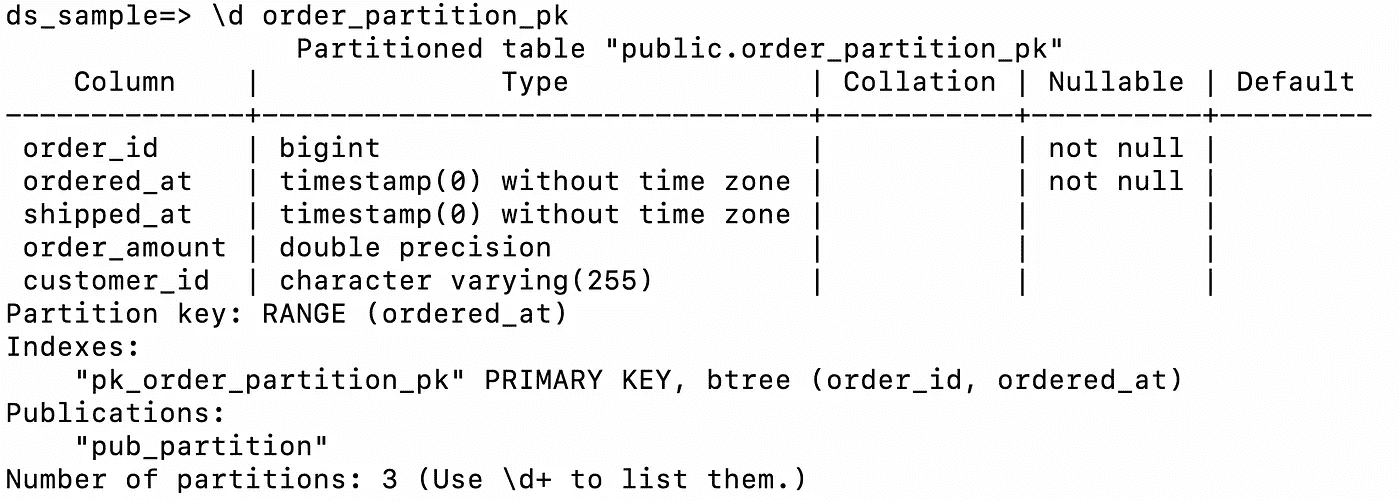 ds_sample=> \d order_partition_pk
                 Partitioned table "public.order_partition_pk"
    Column    |              Type              | Collation | Nullable | Default
--------------+--------------------------------+-----------+----------+---------
 order_id     | bigint                         |           | not null |
 ordered_at   | timestamp(0) without time zone |           | not null |
 shipped_at   | timestamp(0) without time zone |           |          |
 order_amount | double precision               |           |          |
 customer_id  | character varying(255)         |           |          |
Partition key: RANGE (ordered_at)
Indexes:
    "pk_order_partition_pk" PRIMARY KEY, btree (order_id, ordered_at)
Publications:
    "pub_partition"
Number of partitions: 3 (Use \d+ to list them.)